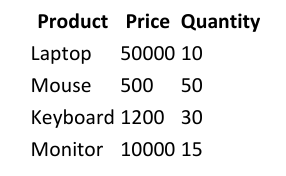 Product Price Quantity
Laptop 50000 10
Mouse 500 50
Keyboard 1200 30
Monitor 10000 15